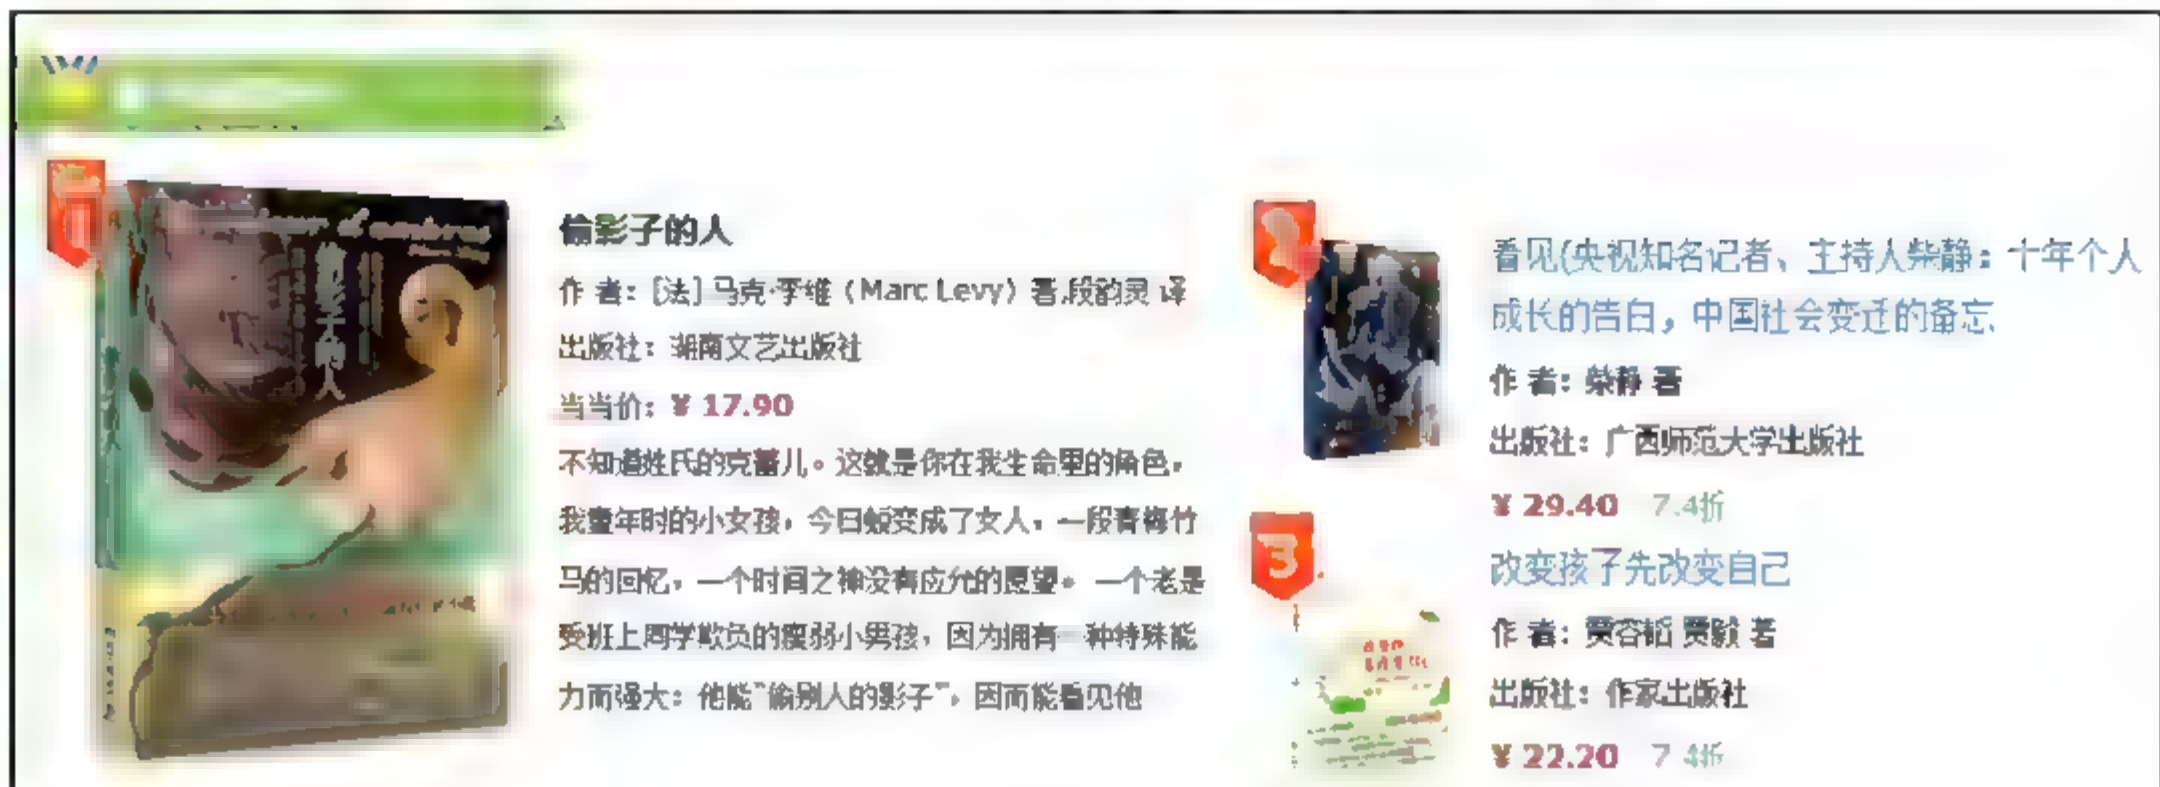 1
偷影子的人
作 者：[法] 马克·李维（Marc Levy）著,段韵灵 译
出版社：湖南文艺出版社
当当价：¥ 17.90
不知道姓氏的克蕾儿。这就是你在我生命里的角色，
我童年时的小女孩，今日蜕变成了女人，一段青梅竹
马的回忆，一个时间之神没有应允的愿望。 一个老是
受班上同学欺负的瘦弱小男孩，因为拥有一种特殊能
力而强大：他能“偷别人的影子”，因而能看见他
2
看见(央视知名记者、主持人柴静：十年个人
成长的告白，中国社会变迁的备忘
作 者：柴静 著
出版社：广西师范大学出版社
¥ 29.40 7.4折
3
改变孩子先改变自己
作 者：贾容韬 贾毅 著
出版社：作家出版社
¥ 22.20 7.4折